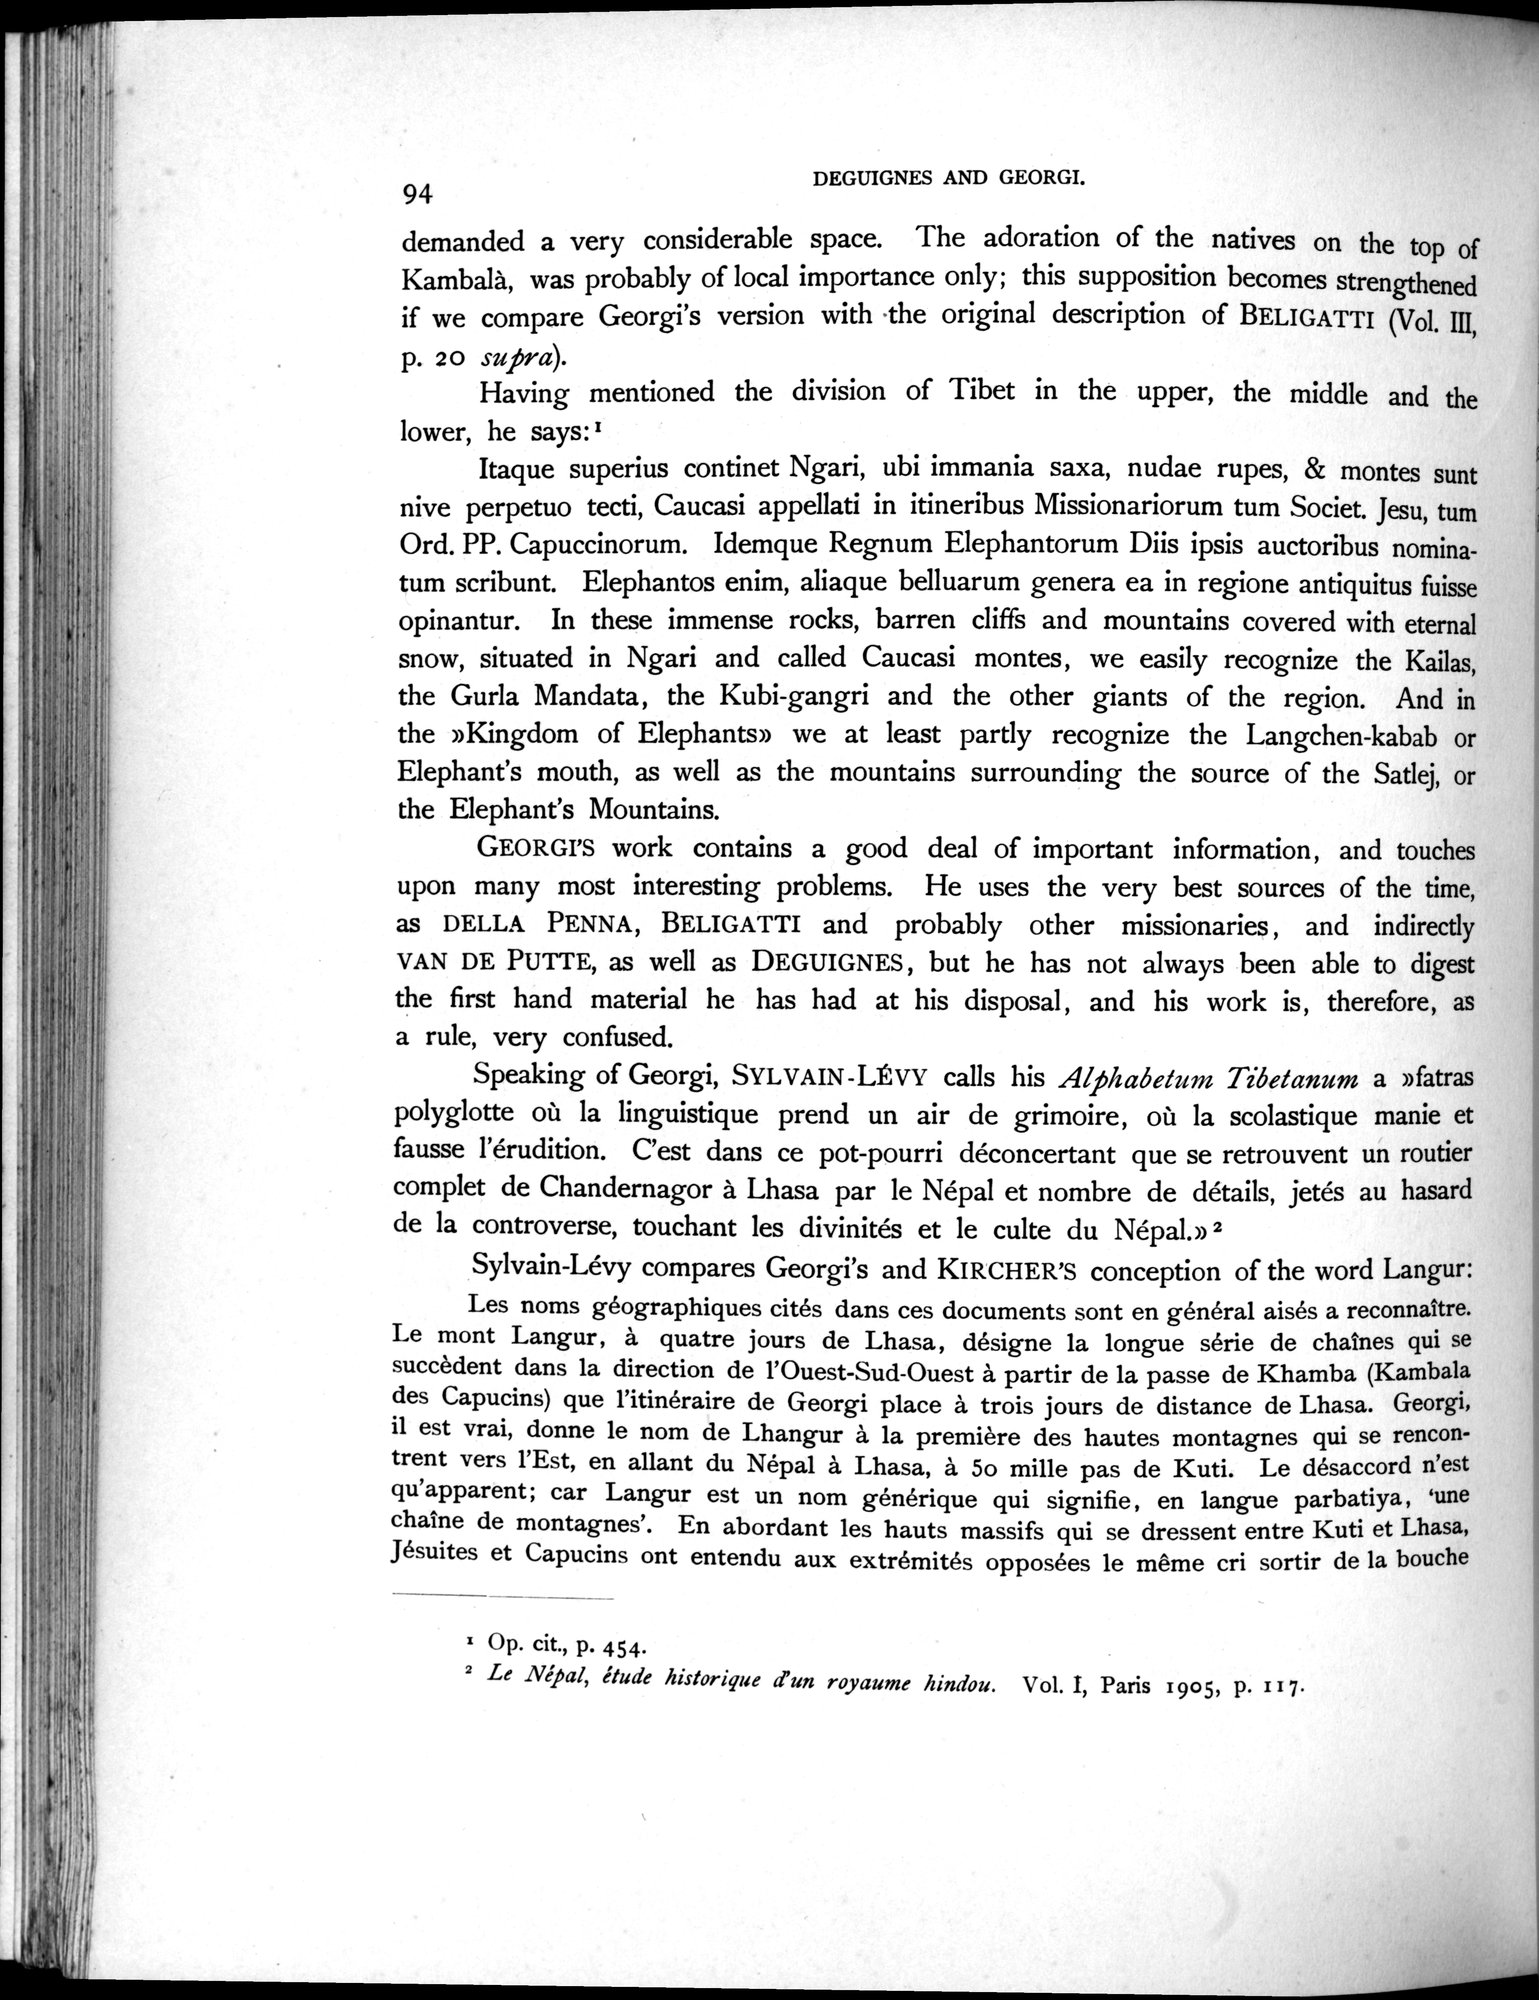 94
DEGUIGNES AND GEORGI.
demanded a very considerable space. The adoration of the natives on the top of
Kambalà, was probably of local importance only; this supposition becomes strengthened
if we compare Georgi's version with the original description of BELIGATTI (Vol. III,
p. 20 supra).
Having mentioned the division of Tibet in the upper, the middle and the
lower, he says:¹
Itaque superius continet Ngari, ubi immania saxa, nudae rupes, & montes sunt
nive perpetuo tecti, Caucasi appellati in itineribus Missionariorum tum Societ. Jesu, tum
Ord. PP. Capuccinorum. Idemque Regnum Elephantorum Diis ipsis auctoribus nomina-
tum scribunt. Elephantos enim, aliaque belluarum genera ea in regione antiquitus fuisse
opinantur. In these immense rocks, barren cliffs and mountains covered with eternal
snow, situated in Ngari and called Caucasi montes, we easily recognize the Kailas,
the Gurla Mandata, the Kubi-gangri and the other giants of the region. And in
the »Kingdom of Elephants» we at least partly recognize the Langchen-kabab or
Elephant's mouth, as well as the mountains surrounding the source of the Satlej, or
the Elephant's Mountains.
GEORGI'S work contains a good deal of important information, and touches
upon many most interesting problems. He uses the very best sources of the time,
as DELLA PENNA, BELIGATTI and probably other missionaries, and indirectly
VAN DE PUTTE, as well as DEGUIGNES, but he has not always been able to digest
the first hand material he has had at his disposal, and his work is, therefore, as
a rule, very confused.
Speaking of Georgi, SYLVAIN-LÉVY calls his Alphabetum Tibetanum a »fatras
polyglotte où la linguistique prend un air de grimoire, où la scolastique manie et
fausse l'érudition. C'est dans ce pot-pourri déconcertant que se retrouvent un routier
complet de Chandernagor à Lhasa par le Népal et nombre de détails, jetés au hasard
de la controverse, touchant les divinités et le culte du Népal.»²
Sylvain-Lévy compares Georgi's and KIRCHER'S conception of the word Langur:
Les noms géographiques cités dans ces documents sont en général aisés a reconnaître.
Le mont Langur, à quatre jours de Lhasa, désigne la longue série de chaînes qui se
succèdent dans la direction de l'Ouest-Sud-Ouest à partir de la passe de Khamba (Kambala
des Capucins) que l'itinéraire de Georgi place à trois jours de distance de Lhasa. Georgi,
il est vrai, donne le nom de Lhangur à la première des hautes montagnes qui se rencon-
trent vers l'Est, en allant du Népal à Lhasa, à 50 mille pas de Kuti. Le désaccord n'est
qu'apparent; car Langur est un nom générique qui signifie, en langue parbatiya, 'une
chaîne de montagnes'. En abordant les hauts massifs qui se dressent entre Kuti et Lhasa,
Jésuites et Capucins ont entendu aux extrémités opposées le même cri sortir de la bouche
¹ Op. cit., p. 454.
² Le Népal, étude historique d'un royaume hindou. Vol. I, Paris 1905, p. 117.